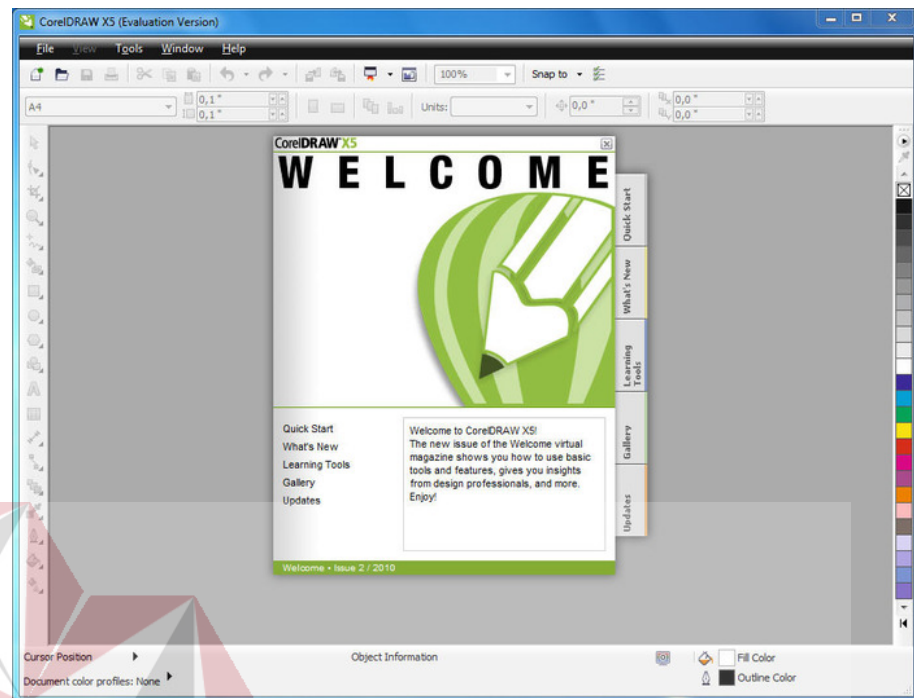 CorelDRAW X5 (Evaluation Version)
File View Tools Window Help
100% Snap to
A4 0,1 " 0,1 " Units: 0,0 " 0,0 " 0,0 "
CorelDRAW X5
WELCOME
Quick Start
What's New
Learning Tools
Gallery
Updates
Quick Start
What's New
Learning Tools
Gallery
Updates
Welcome to CorelDRAW X5!
The new issue of the Welcome virtual
magazine shows you how to use basic
tools and features, gives you insights
from design professionals, and more.
Enjoy!
Welcome • Issue 2 / 2010
Cursor Position Object Information Fill Color
Document color profiles: None Outline Color